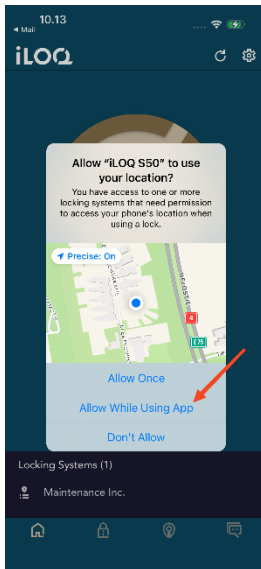 10.13
◀ Mail
iLOQ
Allow “iLOQ S50” to use
your location?
You have access to one or more
locking systems that need permission
to access your phone's location when
using a lock.
Precise: On
4
E75
Allow Once
Allow While Using App
Don't Allow
Locking Systems (1)
Maintenance Inc.